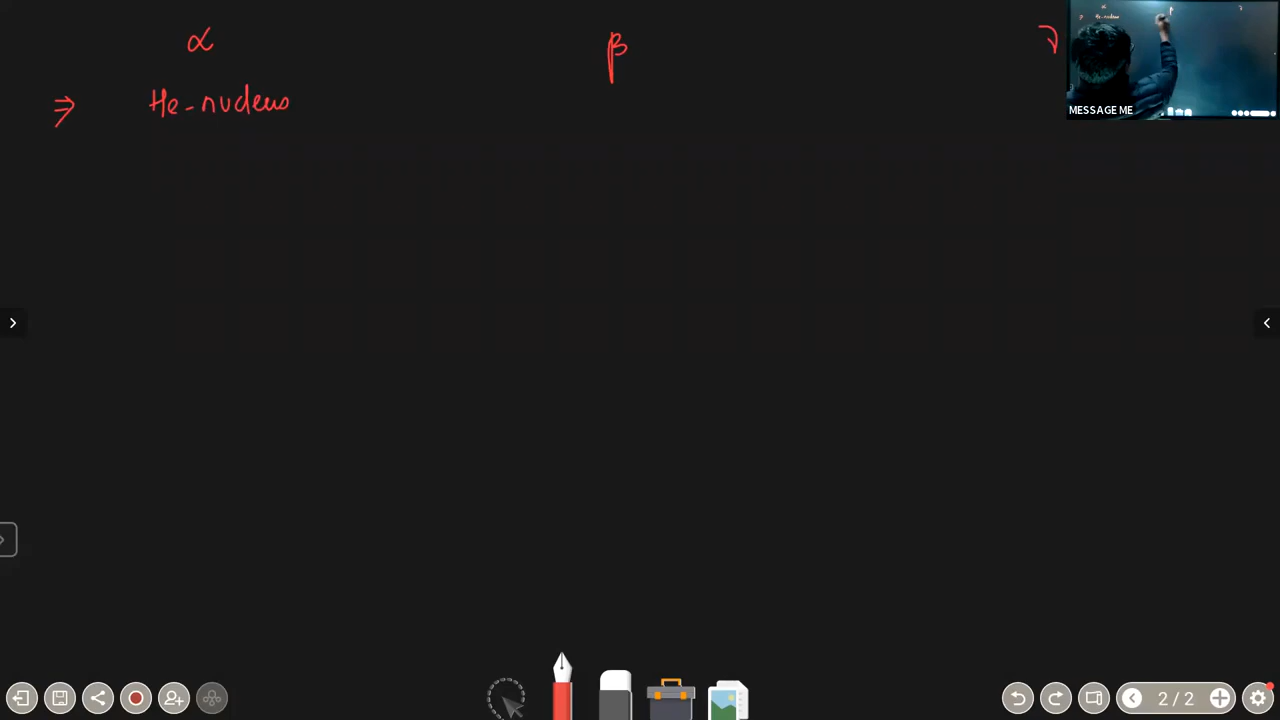 α β γ
⇒ He-nucleus
MESSAGE ME
2/2